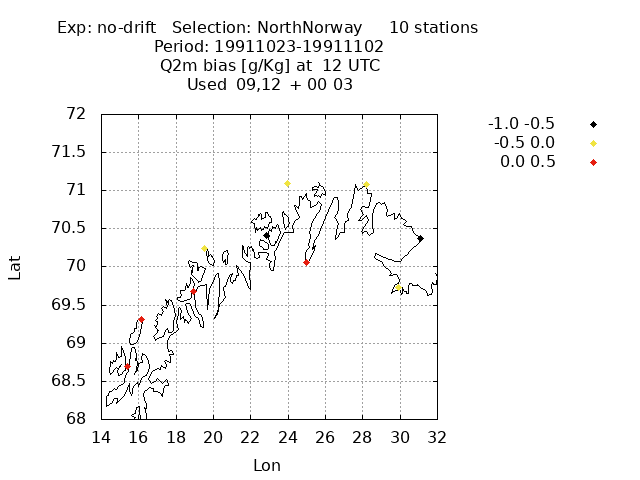 Exp: no-drift   Selection: NorthNorway     10 stations
Period: 19911023-19911102
Q2m bias [g/Kg] at  12 UTC
Used  09,12  + 00 03
-1.0 -0.5
-0.5 0.0
0.0 0.5
72
71.5
71
70.5
70
69.5
69
68.5
68
Lat
14 16 18 20 22 24 26 28 30 32
Lon